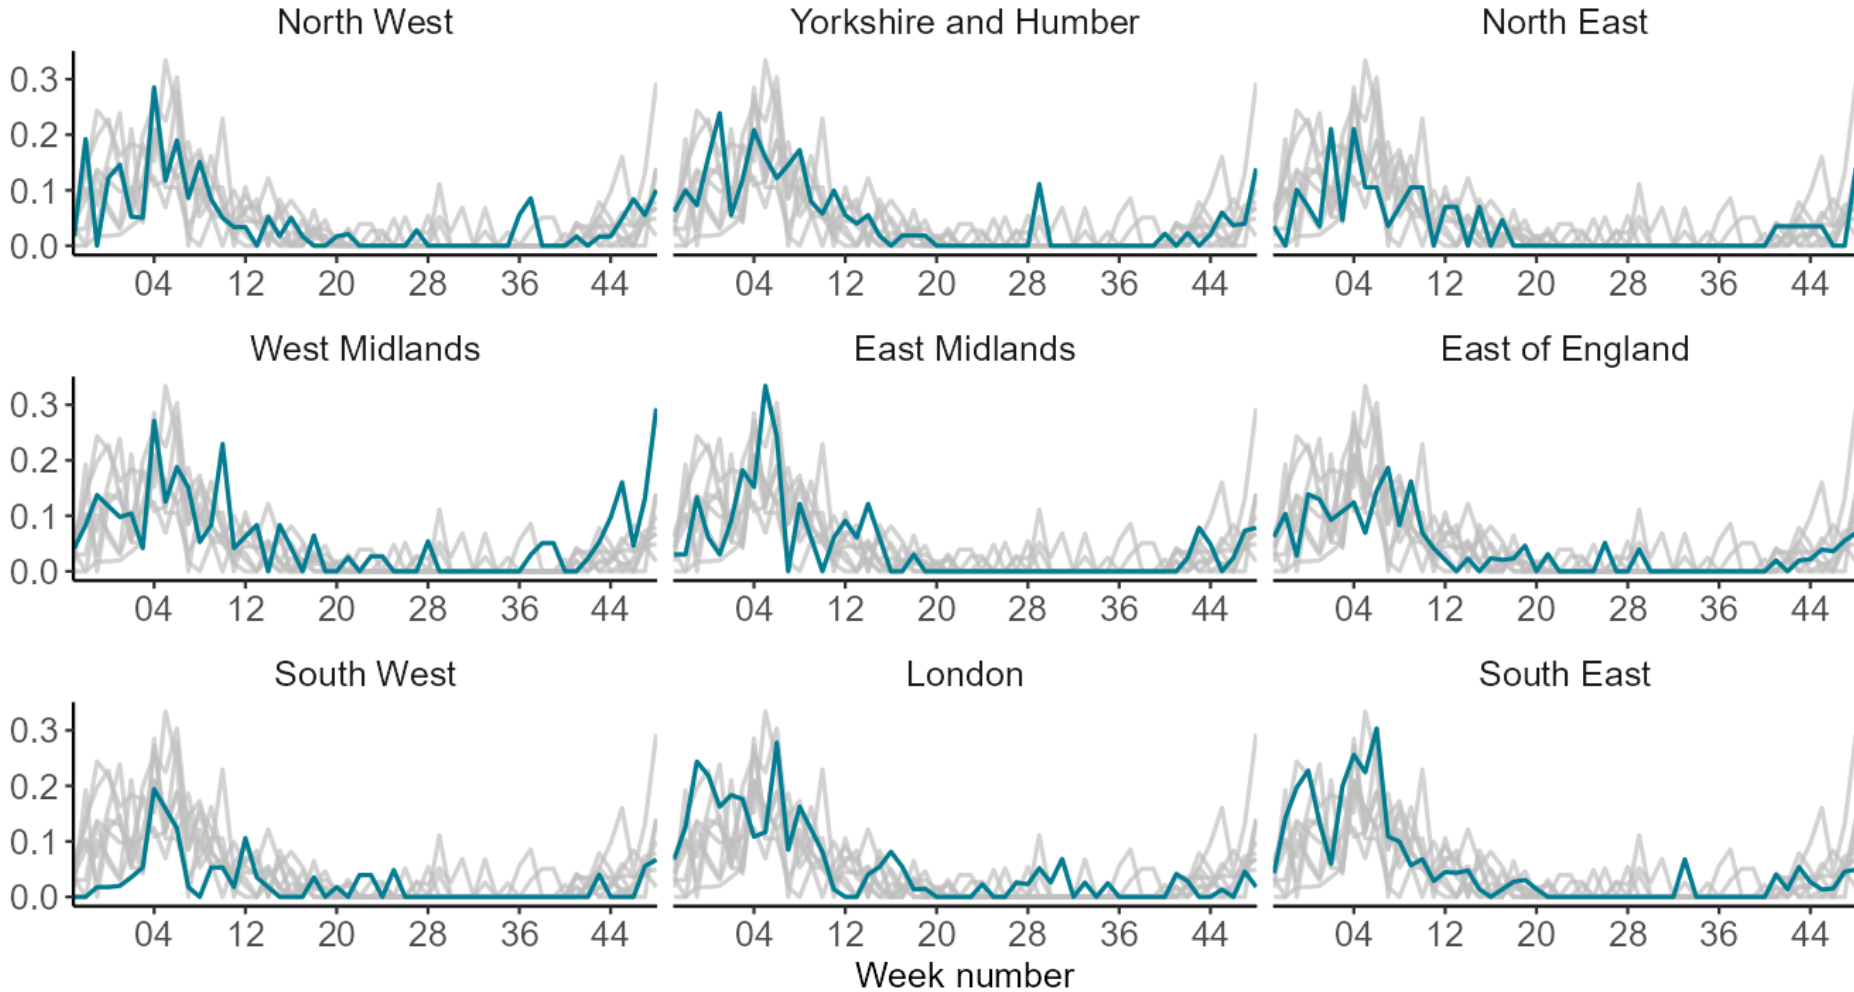 North West Yorkshire and Humber North East
0.3
0.2
0.1
0.0
04 12 20 28 36 44 04 12 20 28 36 44 04 12 20 28 36 44
West Midlands East Midlands East of England
0.3
0.2
0.1
0.0
04 12 20 28 36 44 04 12 20 28 36 44 04 12 20 28 36 44
South West London South East
0.3
0.2
0.1
0.0
04 12 20 28 36 44 04 12 20 28 36 44 04 12 20 28 36 44
Week number